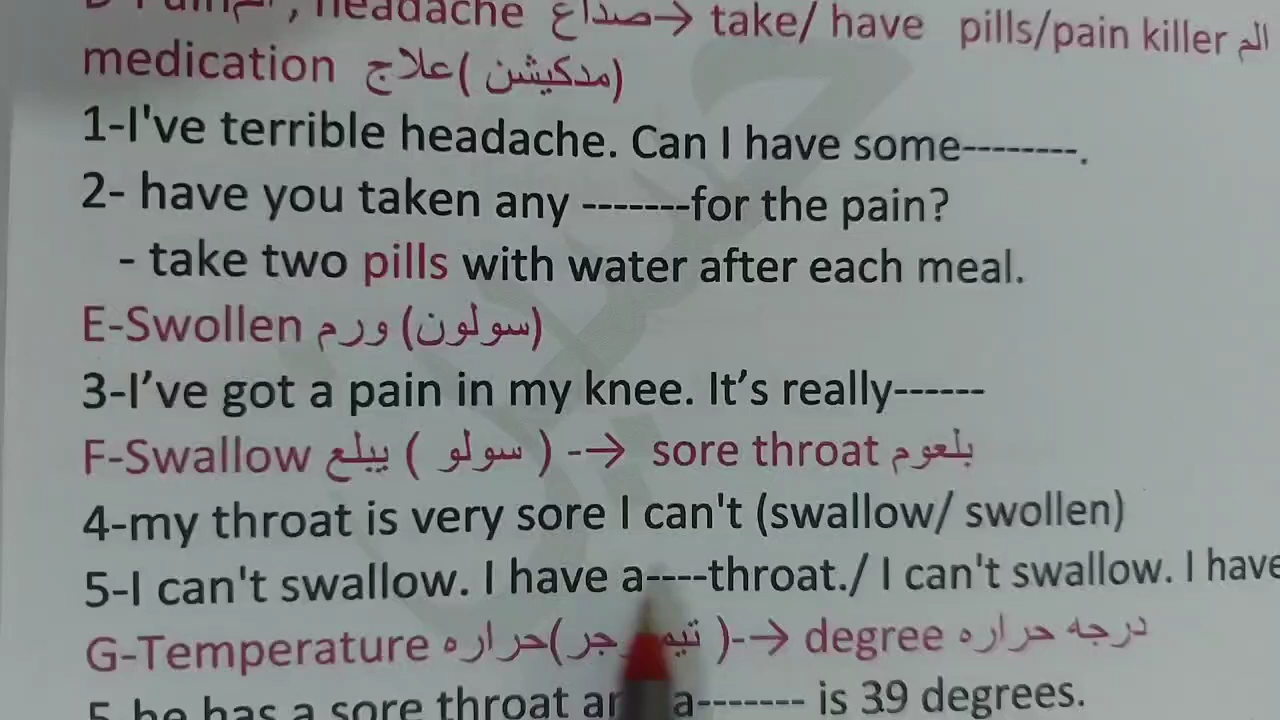 , headache صداع → take/ have pills/pain killer الم
medication علاج ( مدكيشن)
1-I've terrible headache. Can I have some--------.
2- have you taken any -------for the pain?
- take two pills with water after each meal.
E-Swollen ورم (سولون)
3-I’ve got a pain in my knee. It’s really------
F-Swallow يبلع ( سولو ) -→ sore throat بلعوم
4-my throat is very sore I can't (swallow/ swollen)
5-I can't swallow. I have a----throat./ I can't swallow. I have
G-Temperature حراره( )-→ degree درجه حراره
5 he has a sore throat a------- is 39 degrees.